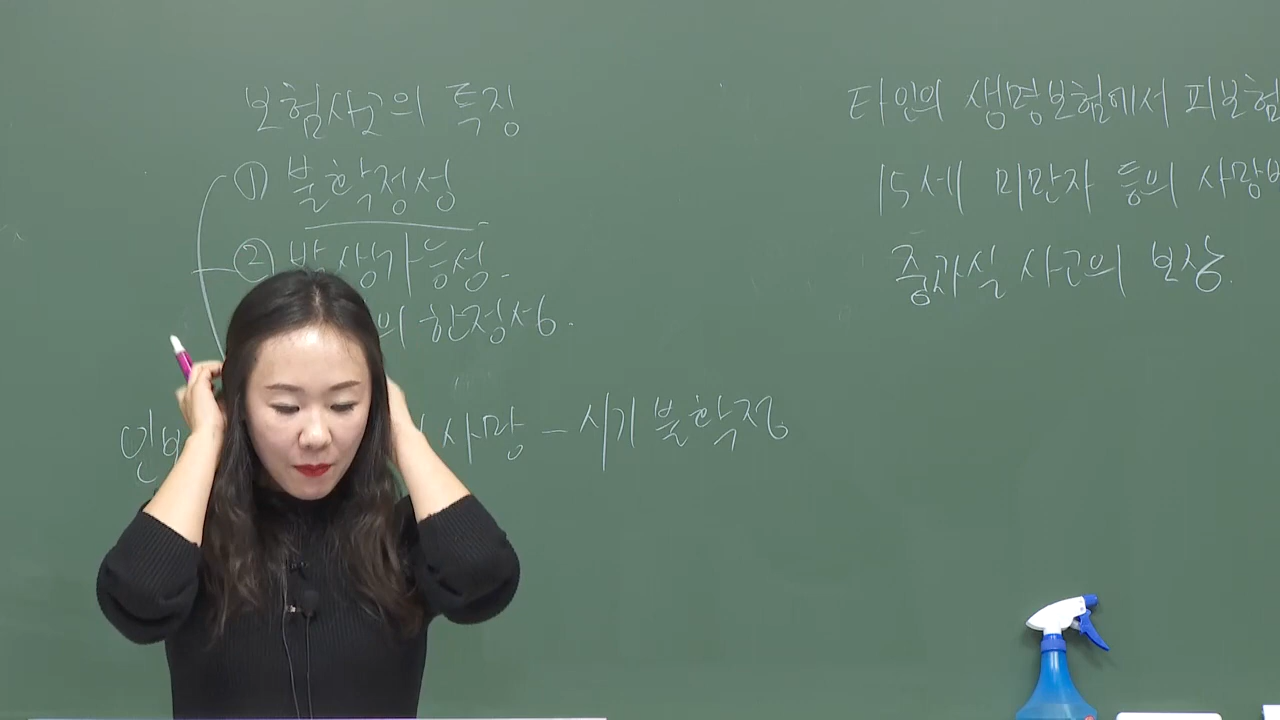 보험사고의 특징
① 불확정성
② 발생가능성.
의 한정성.
사망 - 시기 불확정
타인의 생명보험에서 피보험
15세 미만자 등의 사망보
중과실 사고의 보상.